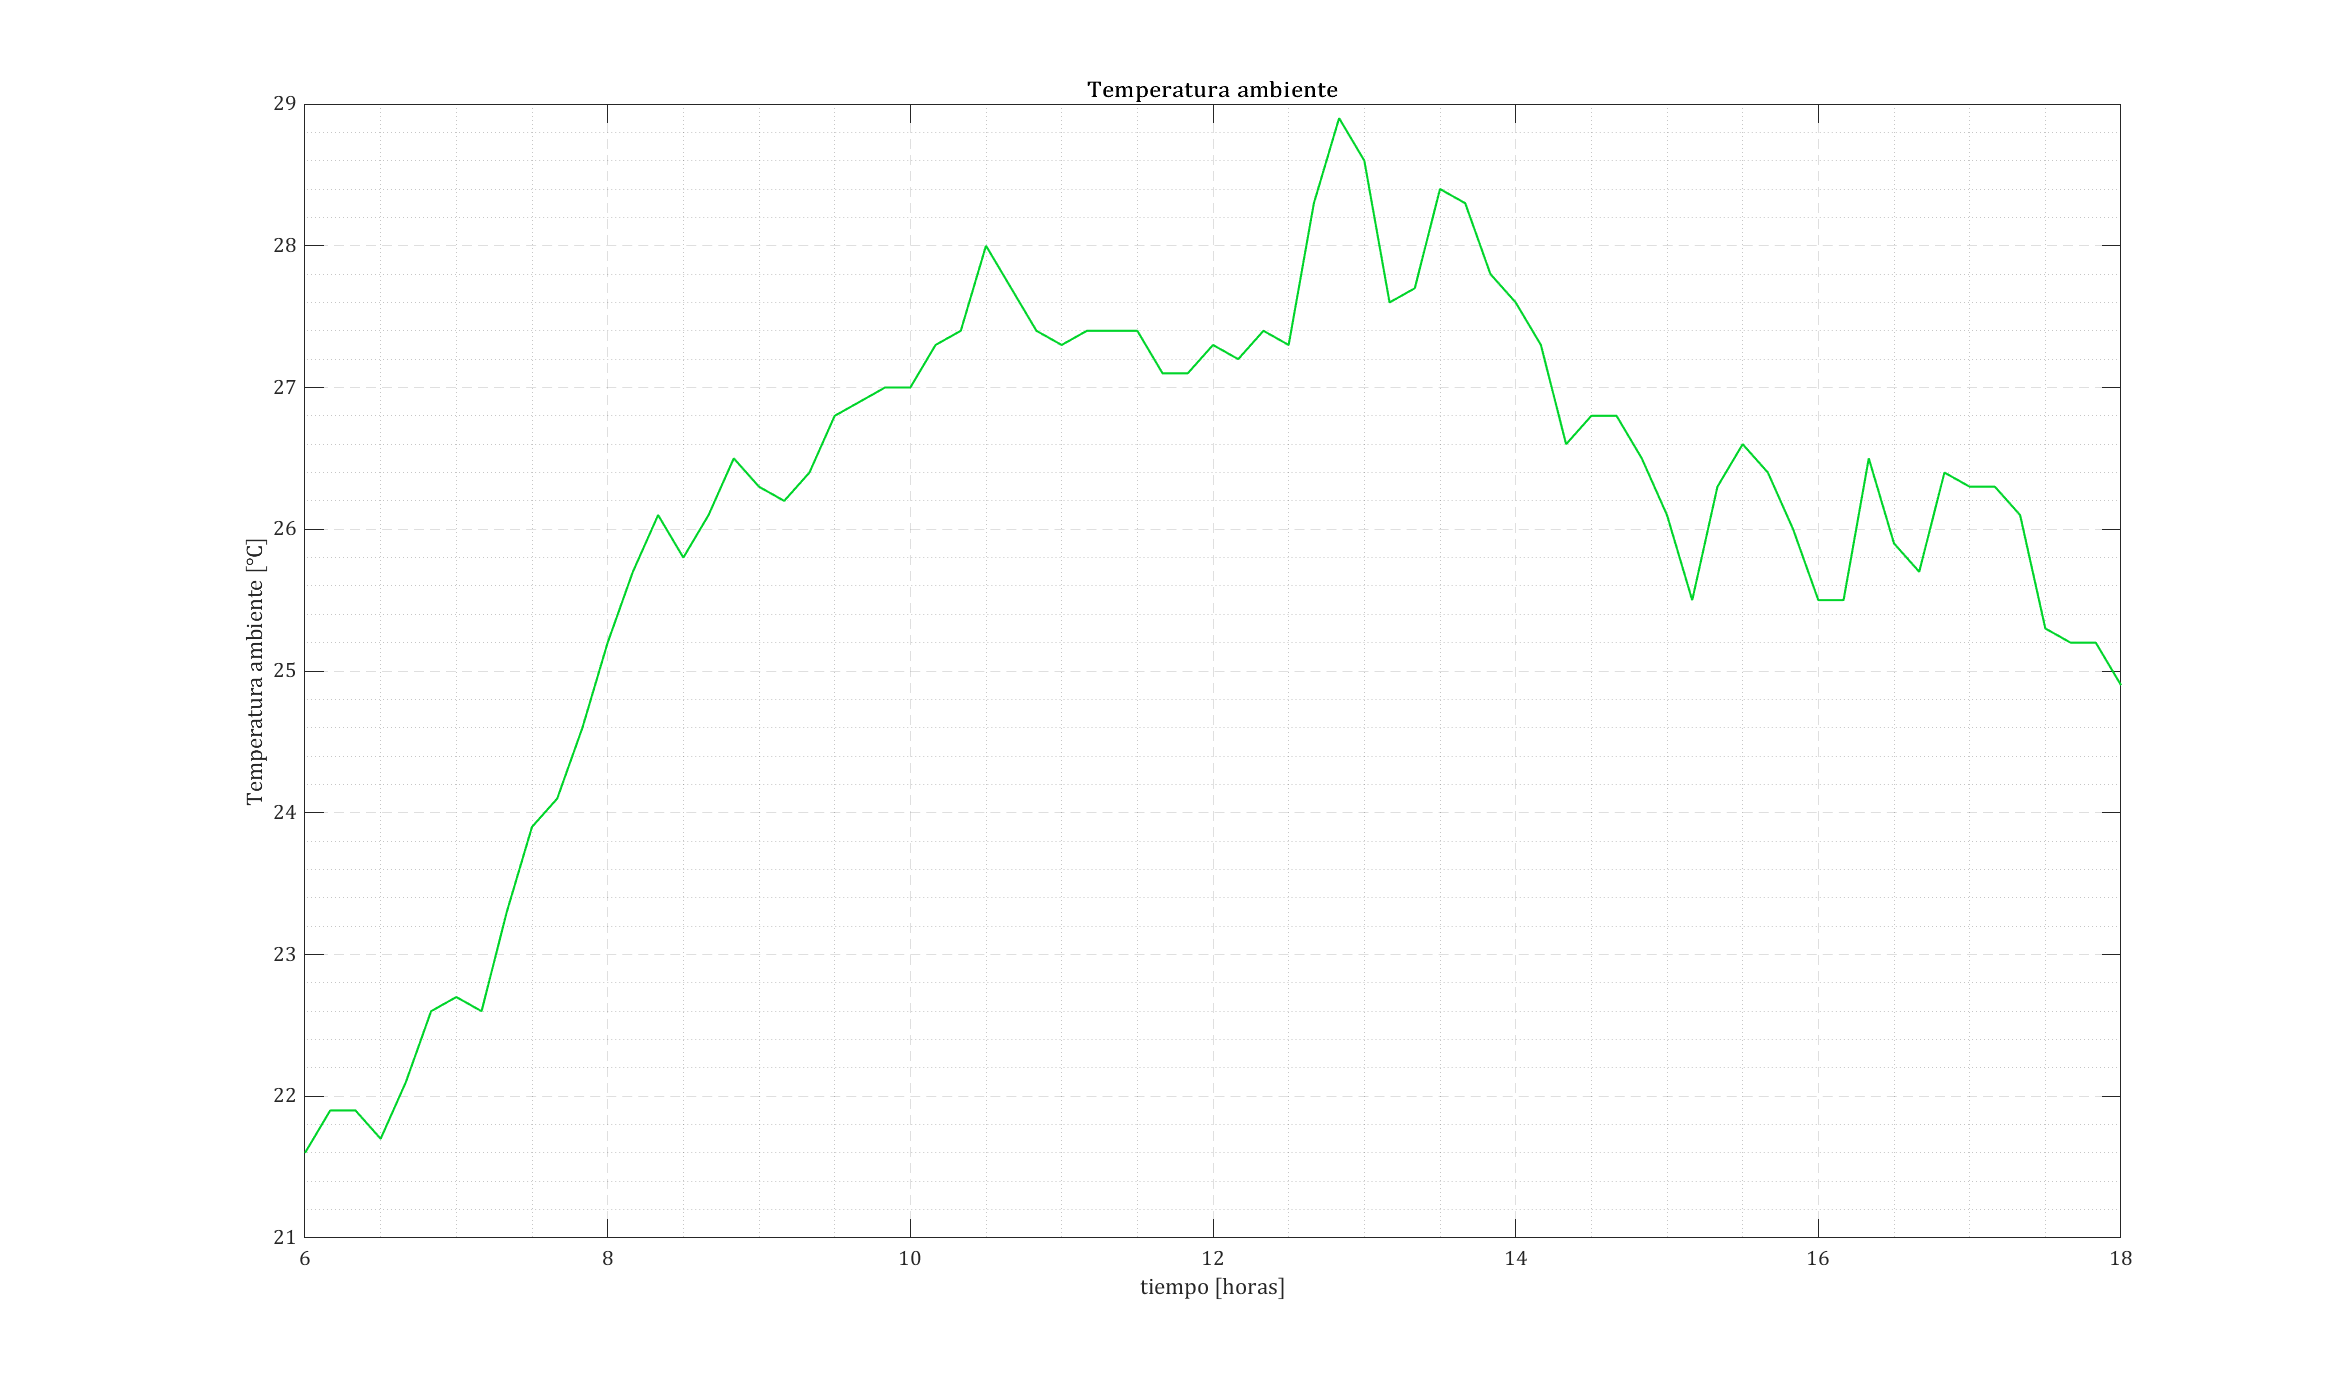 Temperatura ambiente
29
28
27
26
25
24
23
22
21
Temperatura ambiente [°C]
6 8 10 12 14 16 18
tiempo [horas]